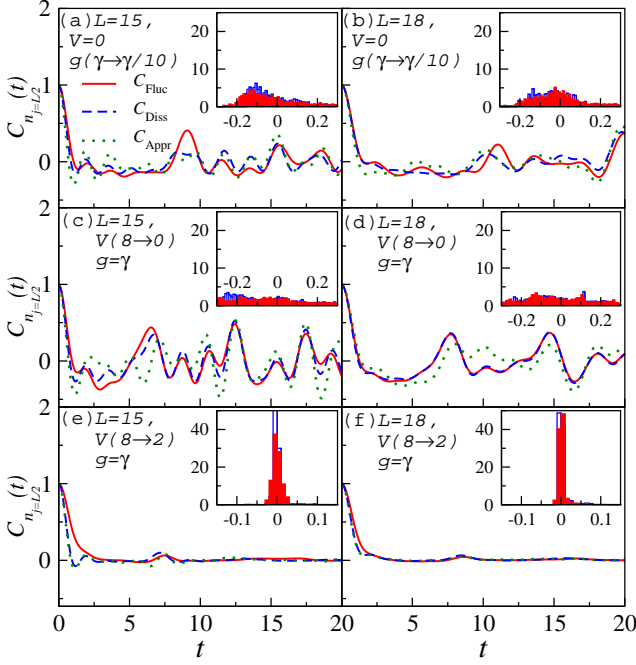 (a) L=15,
V=0
g(γ→γ/10)
C_Fluc
C_Diss
C_Appr
50
25
0
-0.2 0 0.2
(b) L=18,
V=0
g(γ→γ/10)
20
10
0
-0.2 0 0.2
2
1
0
C_{n_{j=L/2}}(t)
(c) L=15,
V(8→0)
g=γ
20
10
0
-0.2 0 0.2
(d) L=18,
V(8→0)
g=γ
20
10
0
-0.2 0 0.2
2
1
0
C_{n_{j=L/2}}(t)
(e) L=15,
V(8→2)
g=γ
40
20
0
-0.1 0 0.1
(f) L=18,
V(8→2)
g=γ
40
20
0
-0.1 0 0.1
2
1
0
C_{n_{j=L/2}}(t)
0 5 10 15 20
5 10 15 20
t
t